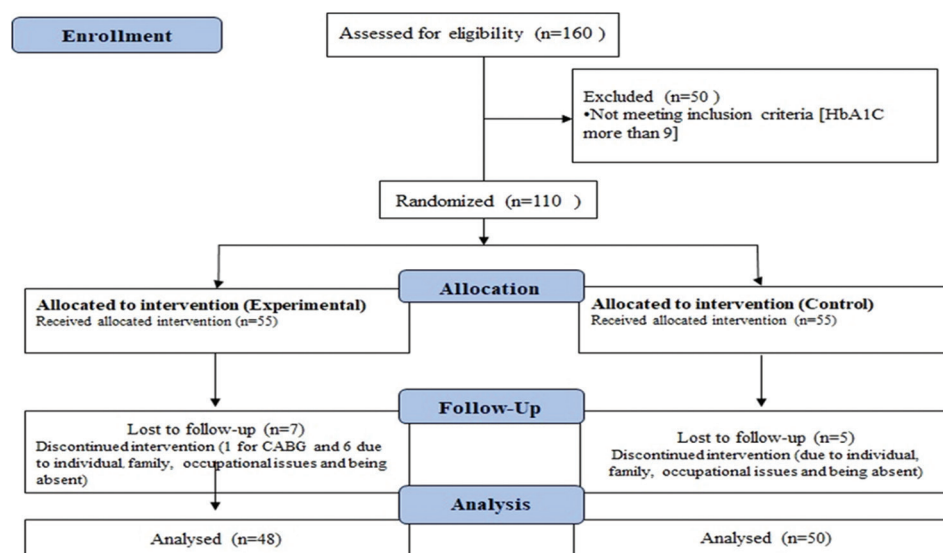 Enrollment
Assessed for eligibility (n=160 )
Excluded (n=50 )
•Not meeting inclusion criteria [HbA1C
more than 9]
Randomized (n=110 )
Allocation
Allocated to intervention (Experimental)
Received allocated intervention (n=55)
Allocated to intervention (Control)
Received allocated intervention (n=55)
Follow-Up
Lost to follow-up (n=7)
Discontinued intervention (1 for CABG and 6 due
to individual, family, occupational issues and being
absent)
Lost to follow-up (n=5)
Discontinued intervention (due to individual,
family, occupational issues and being absent)
Analysis
Analysed (n=48)
Analysed (n=50)